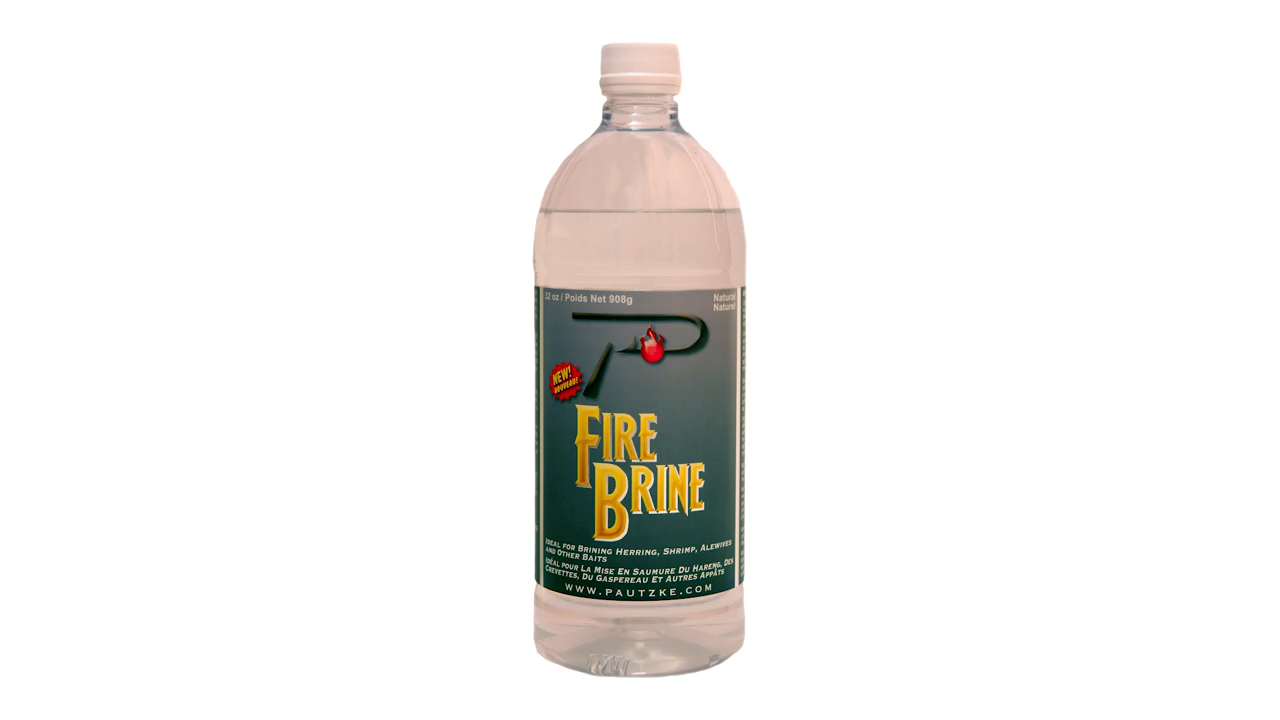 32 oz / Poids Net 908g
Natural
Naturel
NEW!
NOUVEAU!
FIRE
BRINE
IDEAL FOR BRINING HERRING, SHRIMP, ALEWIVES
AND OTHER BAITS
IDÉAL POUR LA MISE EN SAUMURE DU HARENG, DES
CREVETTES, DU GASPEREAU ET AUTRES APPÂTS
WWW.PAUTZKE.COM